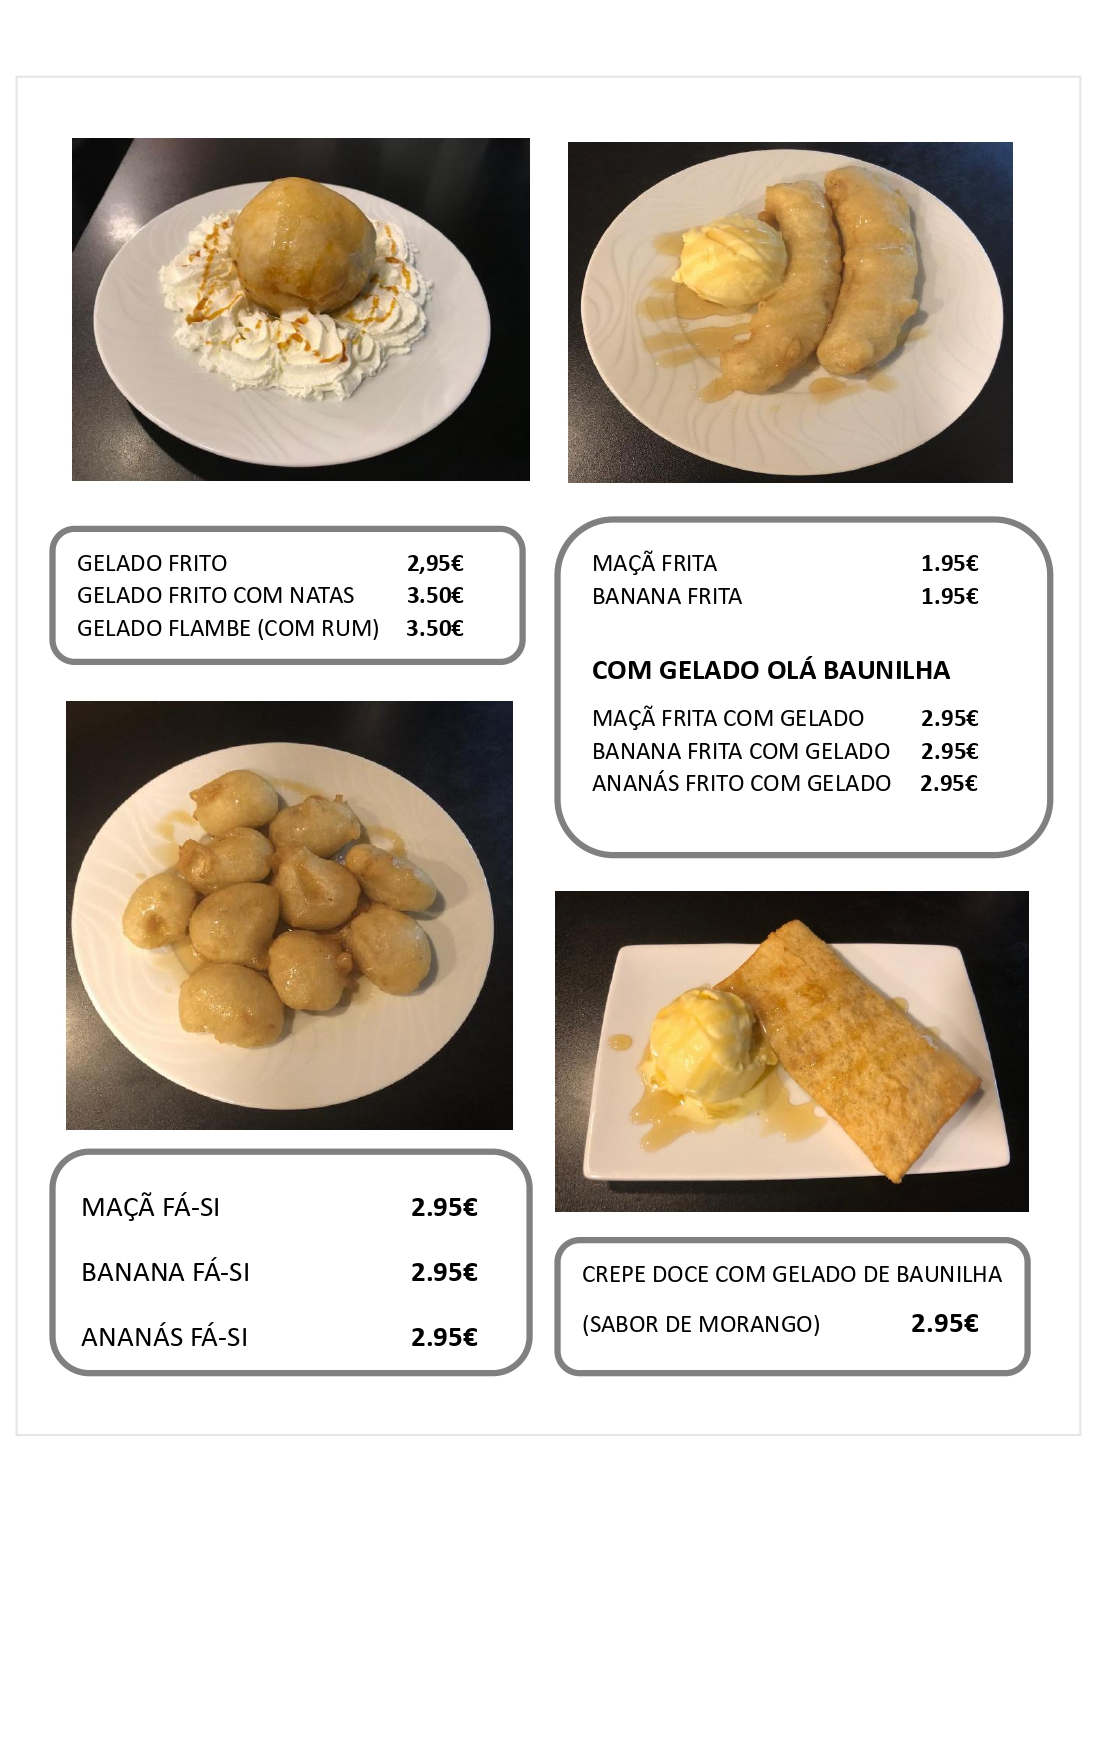 GELADO FRITO 2,95€
GELADO FRITO COM NATAS 3.50€
GELADO FLAMBE (COM RUM) 3.50€
MAÇÃ FRITA 1.95€
BANANA FRITA 1.95€
COM GELADO OLÁ BAUNILHA
MAÇÃ FRITA COM GELADO 2.95€
BANANA FRITA COM GELADO 2.95€
ANANÁS FRITO COM GELADO 2.95€
MAÇÃ FÁ-SI 2.95€
BANANA FÁ-SI 2.95€
ANANÁS FÁ-SI 2.95€
CREPE DOCE COM GELADO DE BAUNILHA
(SABOR DE MORANGO) 2.95€